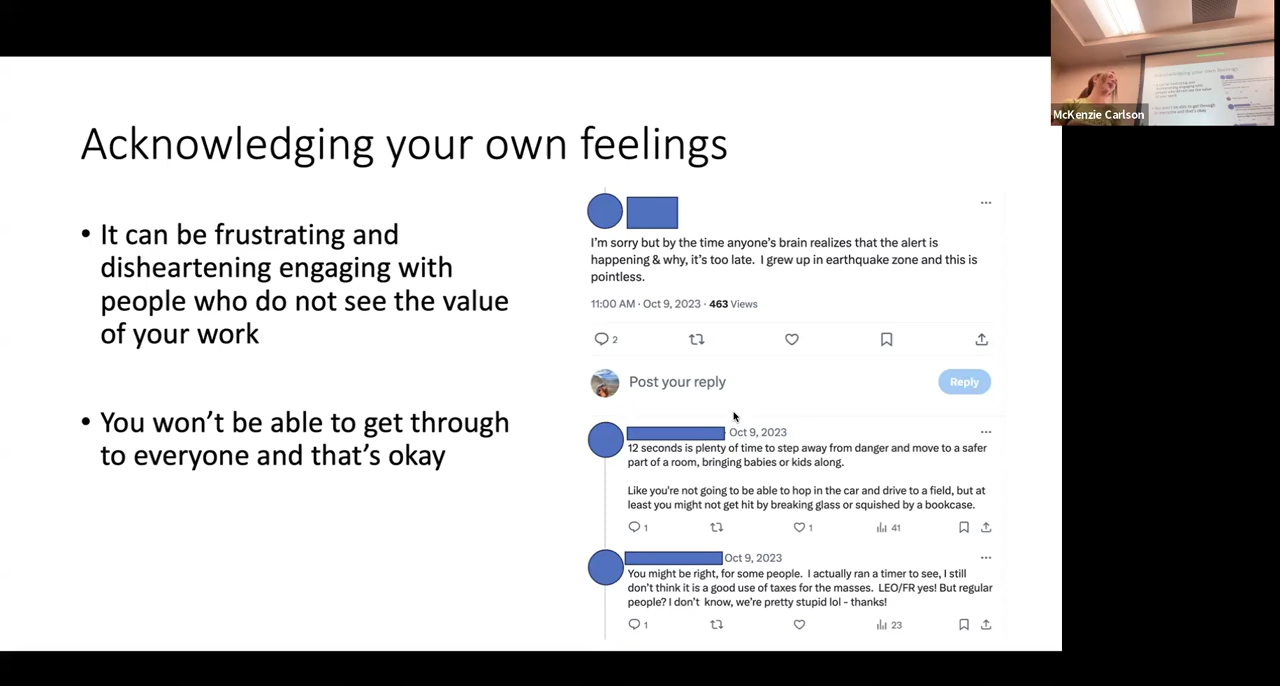 Acknowledging your own feelings
• It can be frustrating and
disheartening engaging with
people who do not see the value
of your work
• You won’t be able to get through
to everyone and that’s okay
I’m sorry but by the time anyone’s brain realizes that the alert is
happening & why, it’s too late.  I grew up in earthquake zone and this is
pointless.
11:00 AM · Oct 9, 2023 · 463 Views
2
Post your reply
Reply
Oct 9, 2023
12 seconds is plenty of time to step away from danger and move to a safer
part of a room, bringing babies or kids along.
Like you're not going to be able to hop in the car and drive to a field, but at
least you might not get hit by breaking glass or squished by a bookcase.
1
1
41
Oct 9, 2023
You might be right, for some people.  I actually ran a timer to see, I still
don’t think it is a good use of taxes for the masses.  LEO/FR yes! But regular
people? I don’t know, we’re pretty stupid lol - thanks!
1
23
McKenzie Carlson
Acknowledging your own feelings